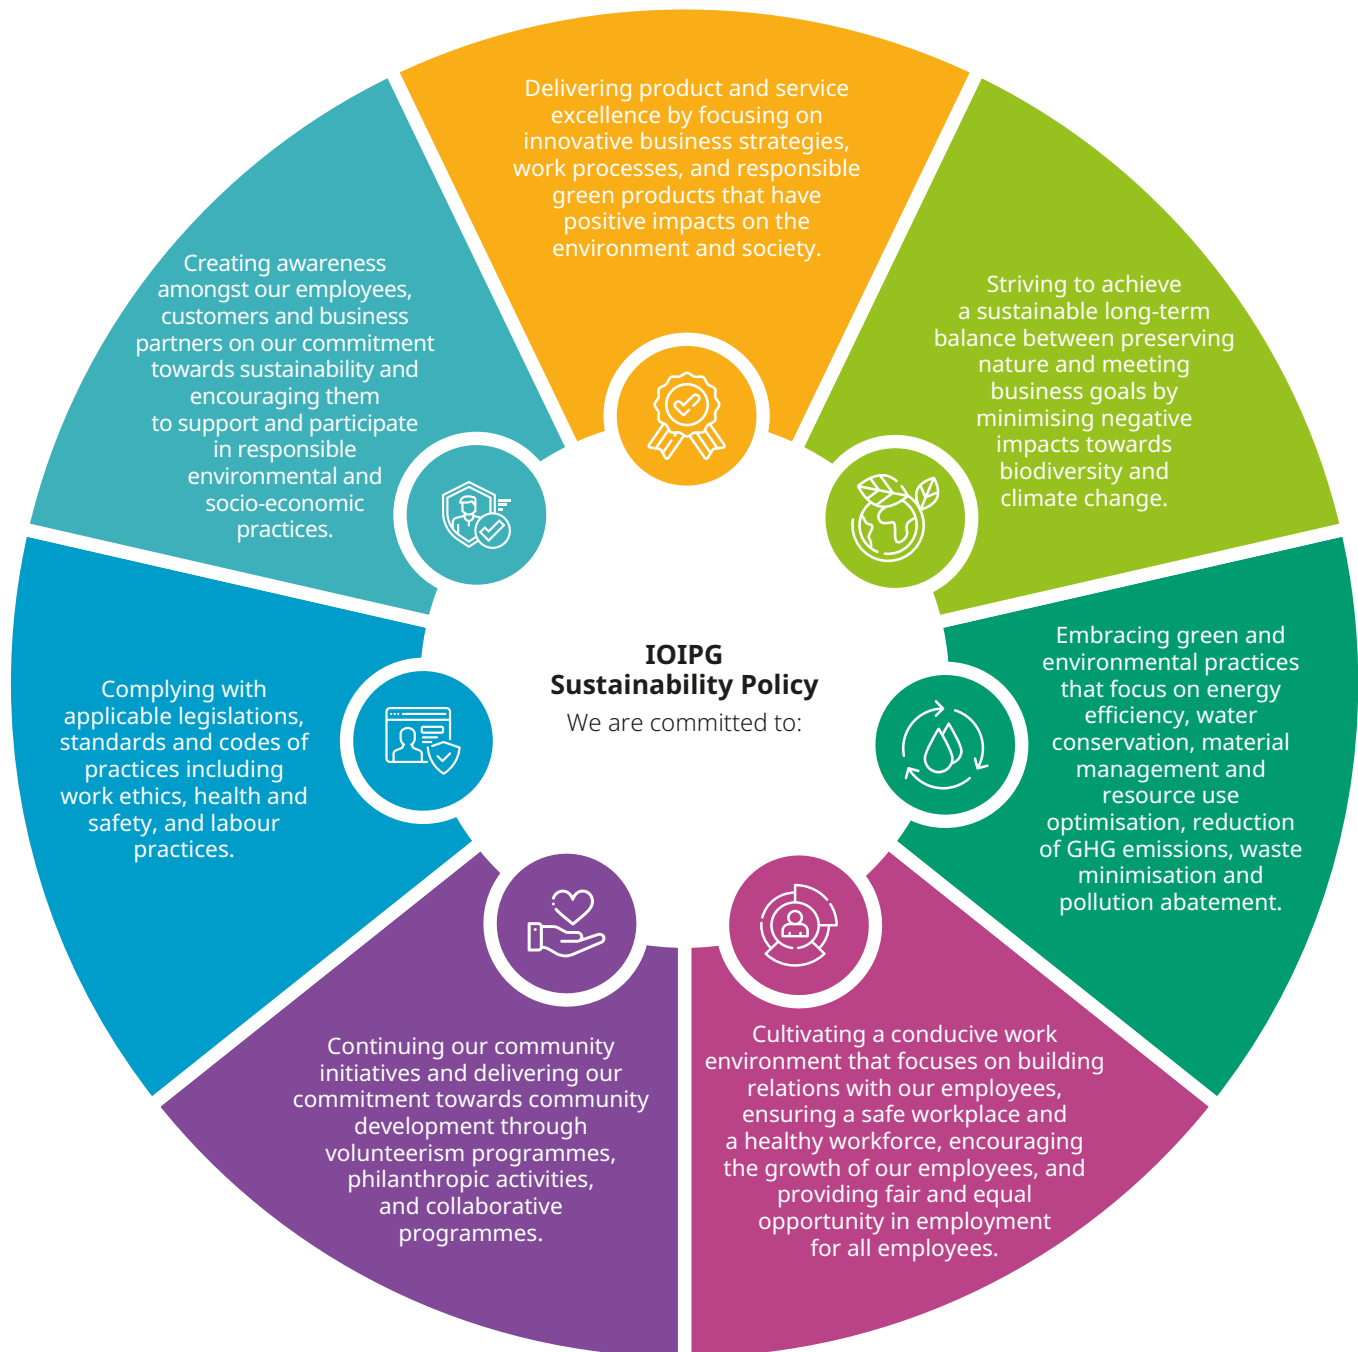 Delivering product and service
excellence by focusing on
innovative business strategies,
work processes, and responsible
green products that have
positive impacts on the
environment and society.
Striving to achieve
a sustainable long-term
balance between preserving
nature and meeting
business goals by
minimising negative
impacts towards
biodiversity and
climate change.
Embracing green and
environmental practices
that focus on energy
efficiency, water
conservation, material
management and
resource use
optimisation, reduction
of GHG emissions, waste
minimisation and
pollution abatement.
Cultivating a conducive work
environment that focuses on building
relations with our employees,
ensuring a safe workplace and
a healthy workforce, encouraging
the growth of our employees, and
providing fair and equal
opportunity in employment
for all employees.
Continuing our community
initiatives and delivering our
commitment towards community
development through
volunteerism programmes,
philanthropic activities,
and collaborative
programmes.
Complying with
applicable legislations,
standards and codes of
practices including
work ethics, health and
safety, and labour
practices.
Creating awareness
amongst our employees,
customers and business
partners on our commitment
towards sustainability and
encouraging them
to support and participate
in responsible
environmental and
socio-economic
practices.
IOIPG
Sustainability Policy
We are committed to: